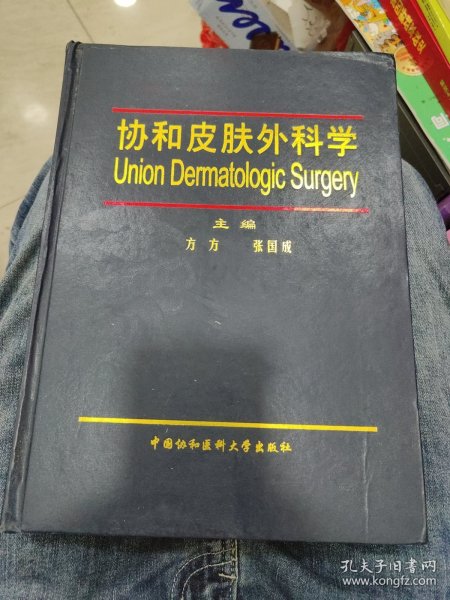 协和皮肤外科学
Union Dermatologic Surgery
主编
方方 张国成
中国协和医科大学出版社
孔夫子旧书网
www.kongfz.com